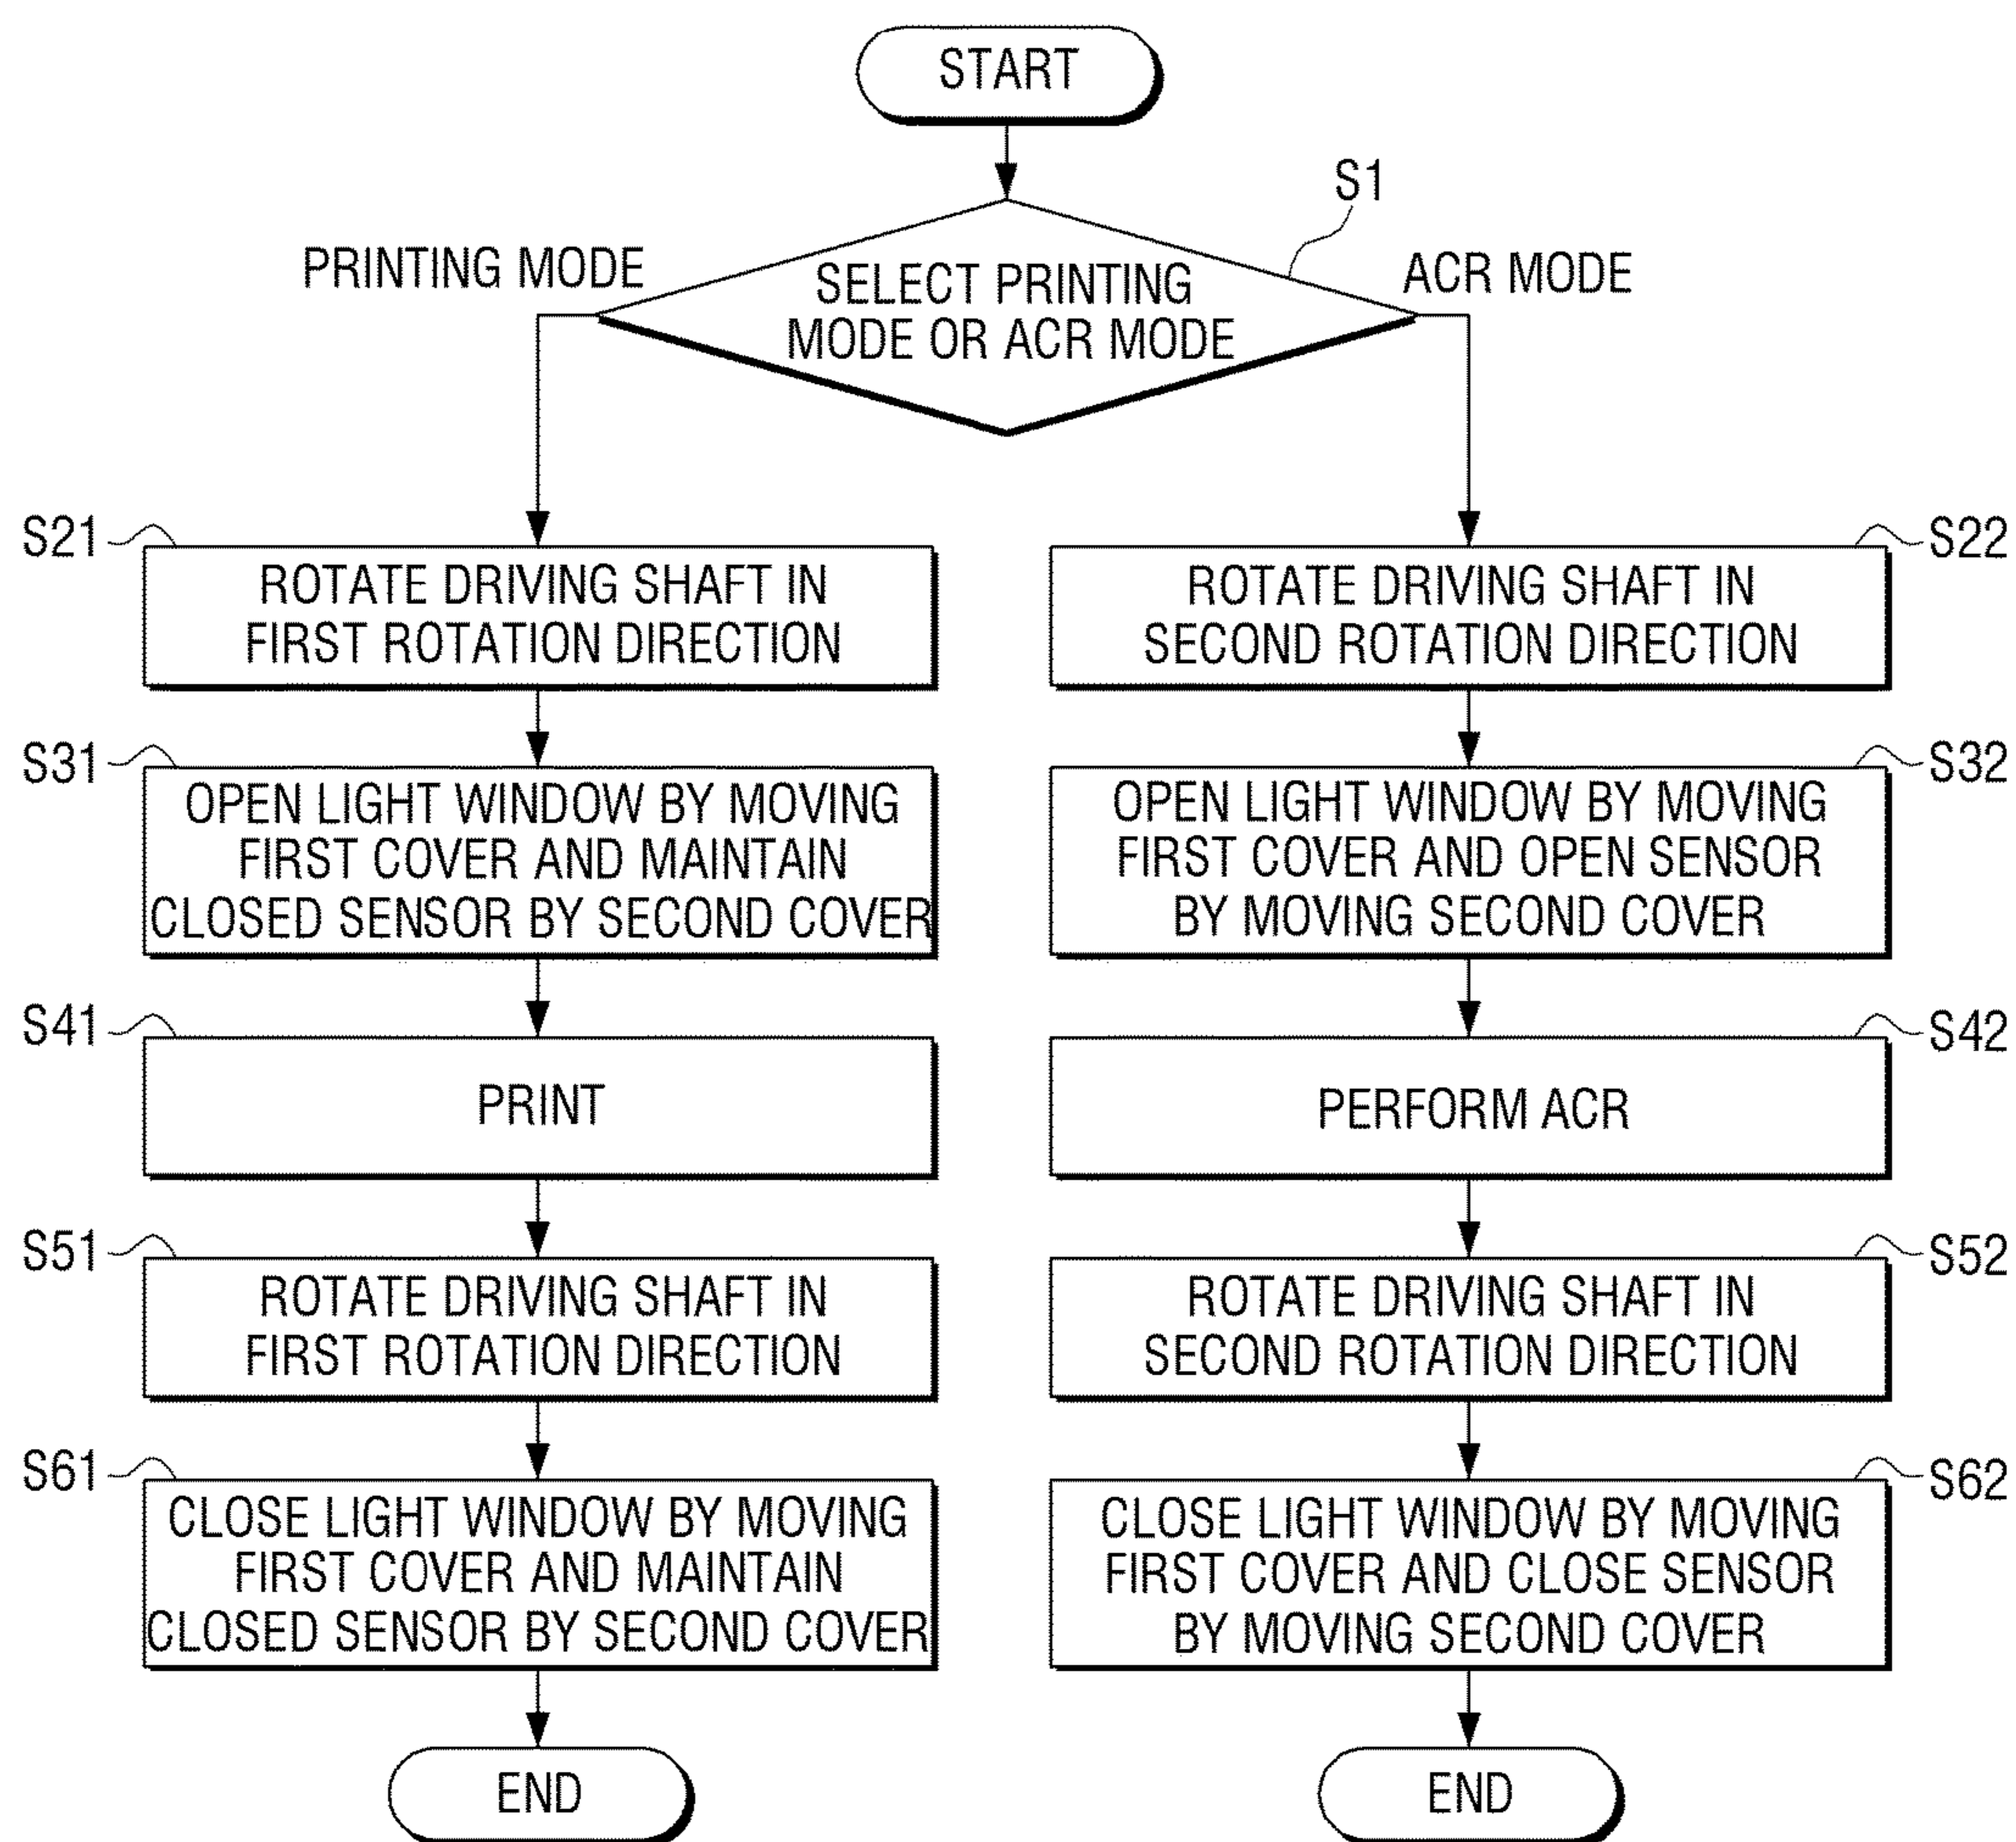 START
S1
PRINTING MODE
ACR MODE
SELECT PRINTING
MODE OR ACR MODE
S21
ROTATE DRIVING SHAFT IN
FIRST ROTATION DIRECTION
S22
ROTATE DRIVING SHAFT IN
SECOND ROTATION DIRECTION
S31
OPEN LIGHT WINDOW BY MOVING
FIRST COVER AND MAINTAIN
CLOSED SENSOR BY SECOND COVER
S32
OPEN LIGHT WINDOW BY MOVING
FIRST COVER AND OPEN SENSOR
BY MOVING SECOND COVER
S41
PRINT
S42
PERFORM ACR
S51
ROTATE DRIVING SHAFT IN
FIRST ROTATION DIRECTION
S52
ROTATE DRIVING SHAFT IN
SECOND ROTATION DIRECTION
S61
CLOSE LIGHT WINDOW BY MOVING
FIRST COVER AND MAINTAIN
CLOSED SENSOR BY SECOND COVER
S62
CLOSE LIGHT WINDOW BY MOVING
FIRST COVER AND CLOSE SENSOR
BY MOVING SECOND COVER
END
END